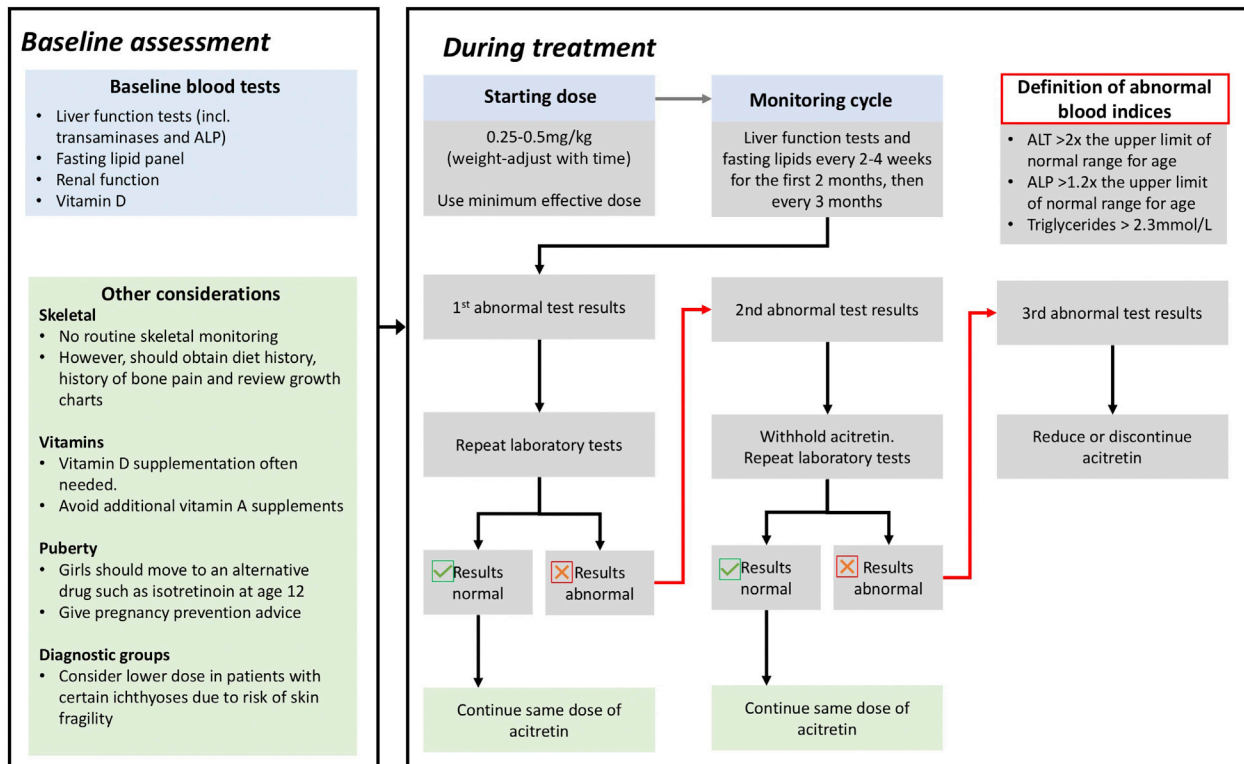 Baseline assessment
Baseline blood tests
• Liver function tests (incl.
transaminases and ALP)
• Fasting lipid panel
• Renal function
• Vitamin D
Other considerations
Skeletal
• No routine skeletal monitoring
• However, should obtain diet history,
history of bone pain and review growth
charts
Vitamins
• Vitamin D supplementation often
needed.
• Avoid additional vitamin A supplements
Puberty
• Girls should move to an alternative
drug such as isotretinoin at age 12
• Give pregnancy prevention advice
Diagnostic groups
• Consider lower dose in patients with
certain ichthyoses due to risk of skin
fragility
During treatment
Starting dose
0.25-0.5mg/kg
(weight-adjust with time)
Use minimum effective dose
Monitoring cycle
Liver function tests and
fasting lipids every 2-4 weeks
for the first 2 months, then
every 3 months
Definition of abnormal
blood indices
• ALT >2x the upper limit of
normal range for age
• ALP >1.2x the upper limit
of normal range for age
• Triglycerides > 2.3mmol/L
1st abnormal test results
2nd abnormal test results
3rd abnormal test results
Repeat laboratory tests
Withhold acitretin.
Repeat laboratory tests
Reduce or discontinue
acitretin
Results
normal
Results
abnormal
Results
normal
Results
abnormal
Continue same dose of
acitretin
Continue same dose of
acitretin